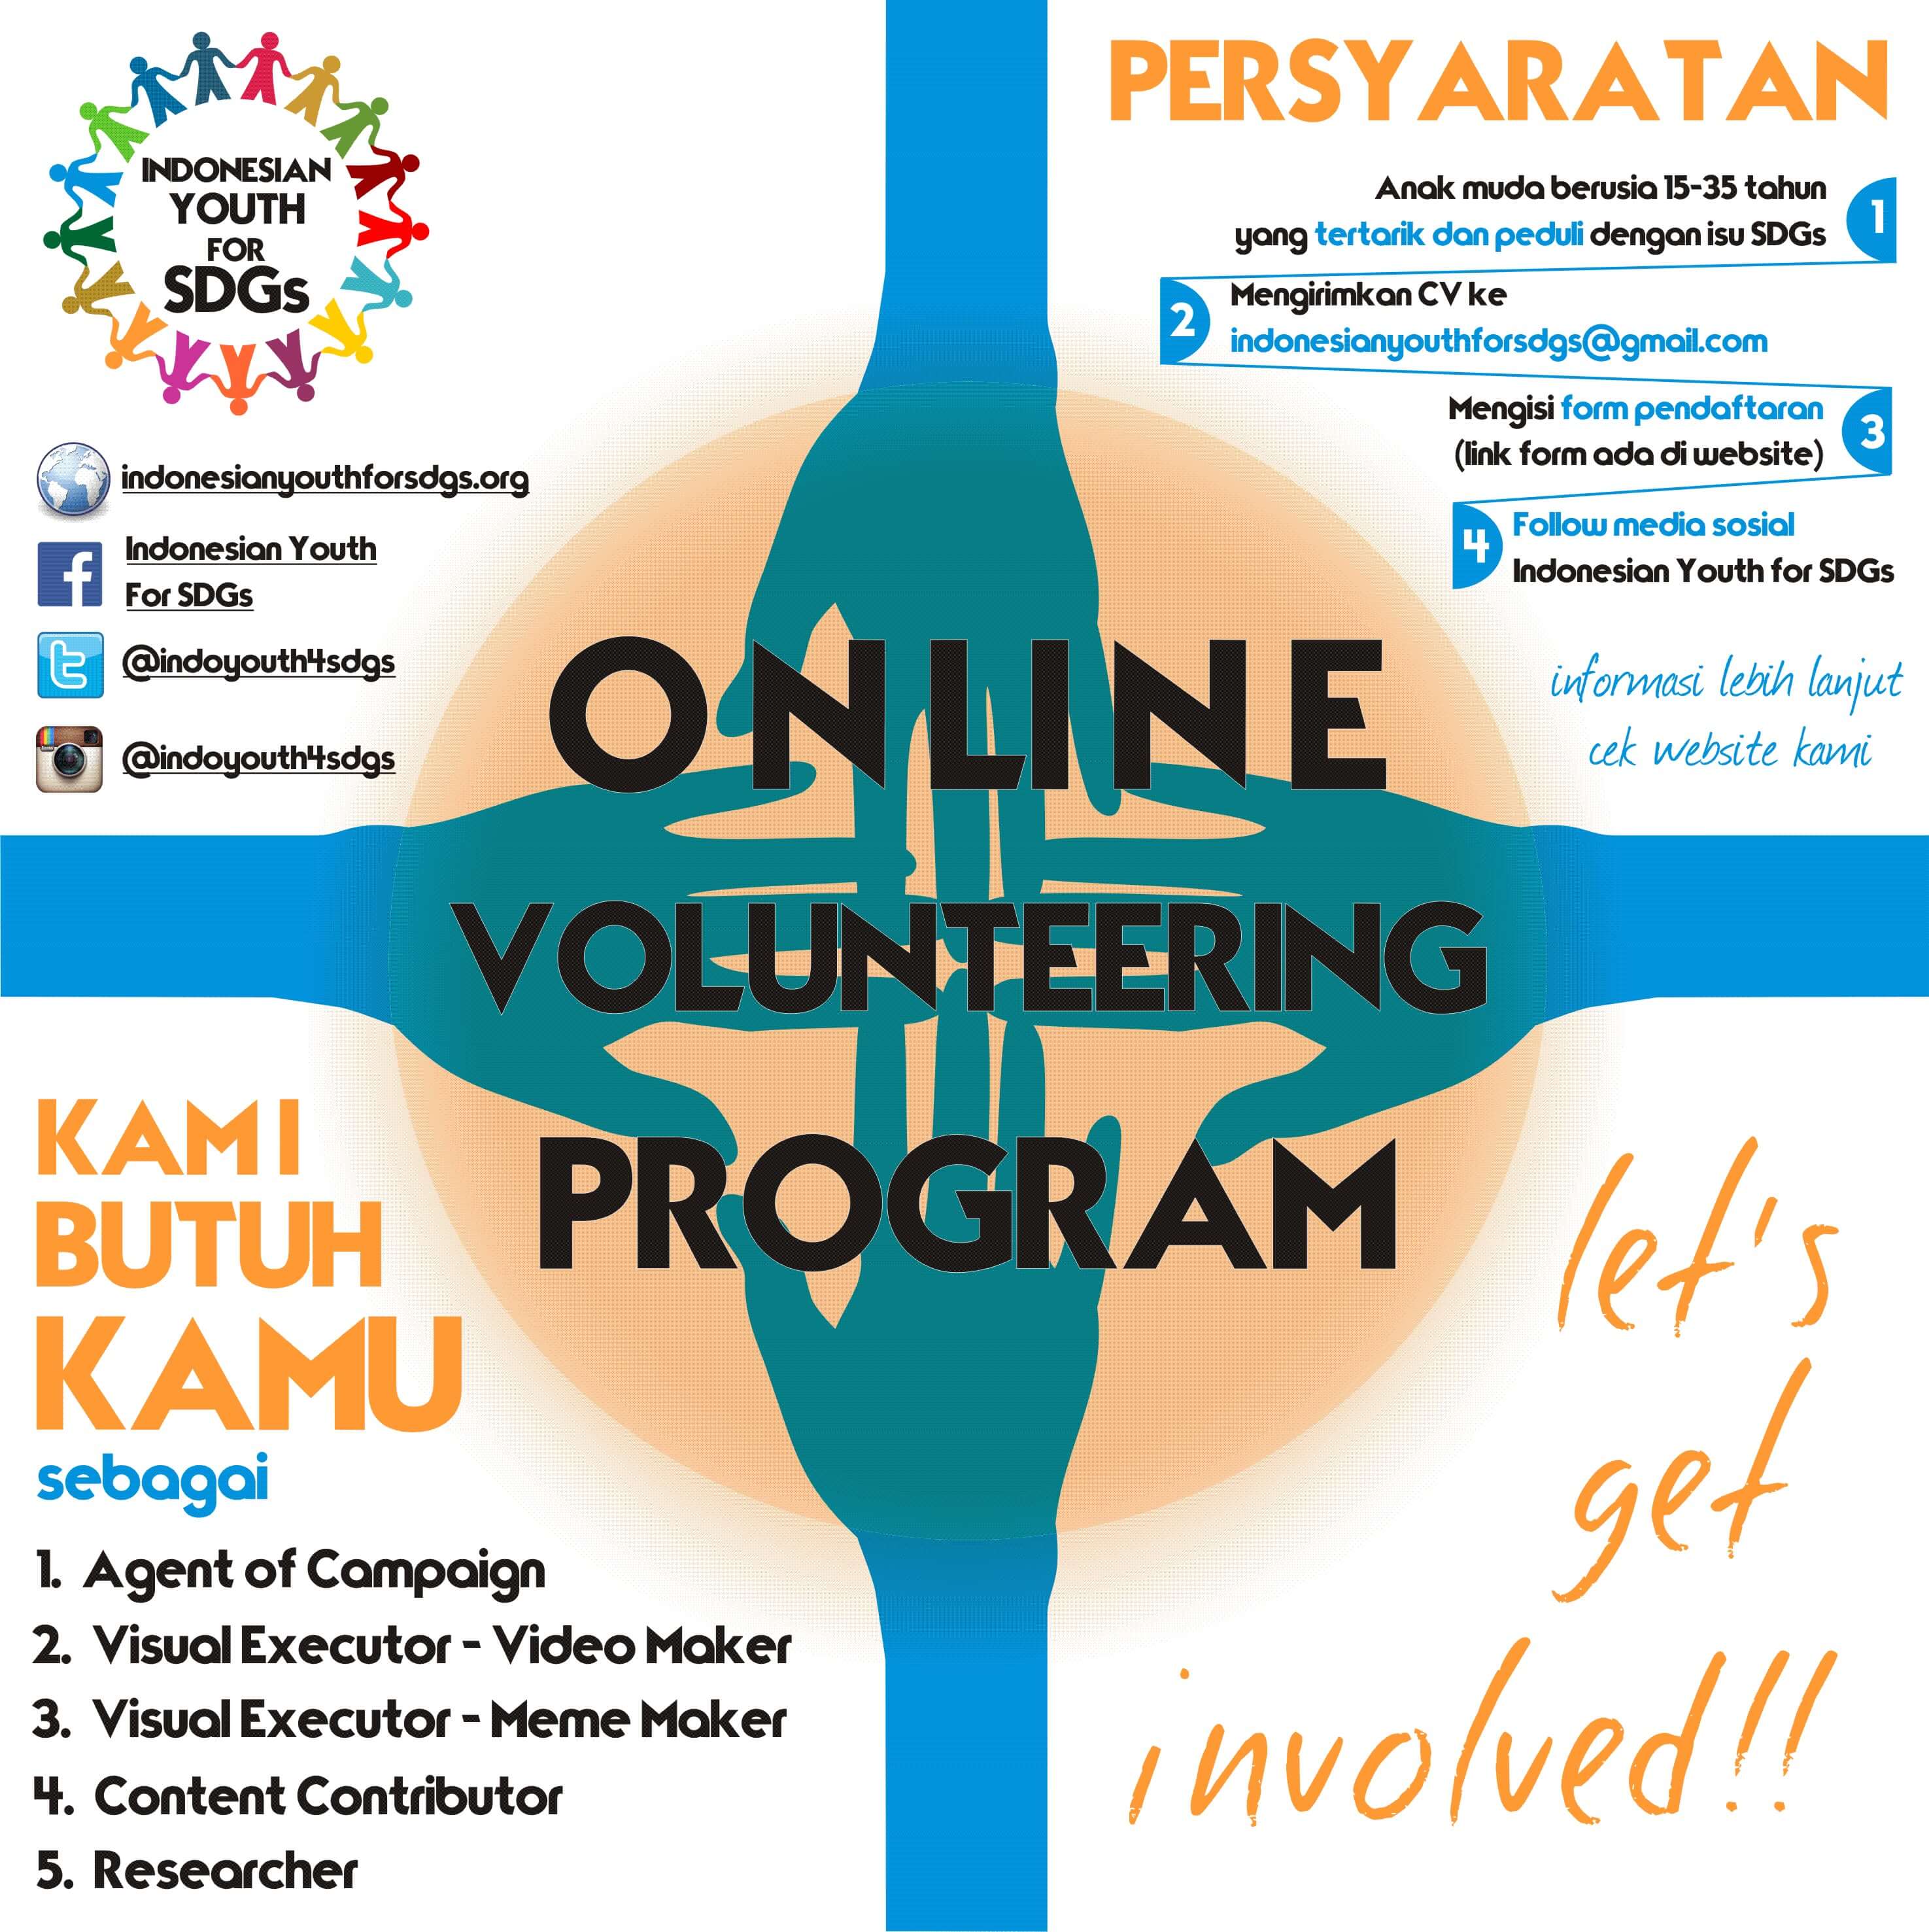 INDONESIAN
YOUTH
FOR
SDGs
indonesianyouthforsdgs.org
Indonesian Youth
For SDGs
@indoyouth4sdgs
@indoyouth4sdgs
PERSYARATAN
1
Anak muda berusia 15-35 tahun
yang tertarik dan peduli dengan isu SDGs
2
Mengirimkan CV ke
indonesianyouthforsdgs@gmail.com
3
Mengisi form pendaftaran
(link form ada di website)
4
Follow media sosial
Indonesian Youth for SDGs
informasi lebih lanjut
cek website kami
ONLINE
VOLUNTEERING
PROGRAM
KAMI
BUTUH
KAMU
sebagai
1. Agent of Campaign
2. Visual Executor - Video Maker
3. Visual Executor - Meme Maker
4. Content Contributor
5. Researcher
let's
get
involved!!